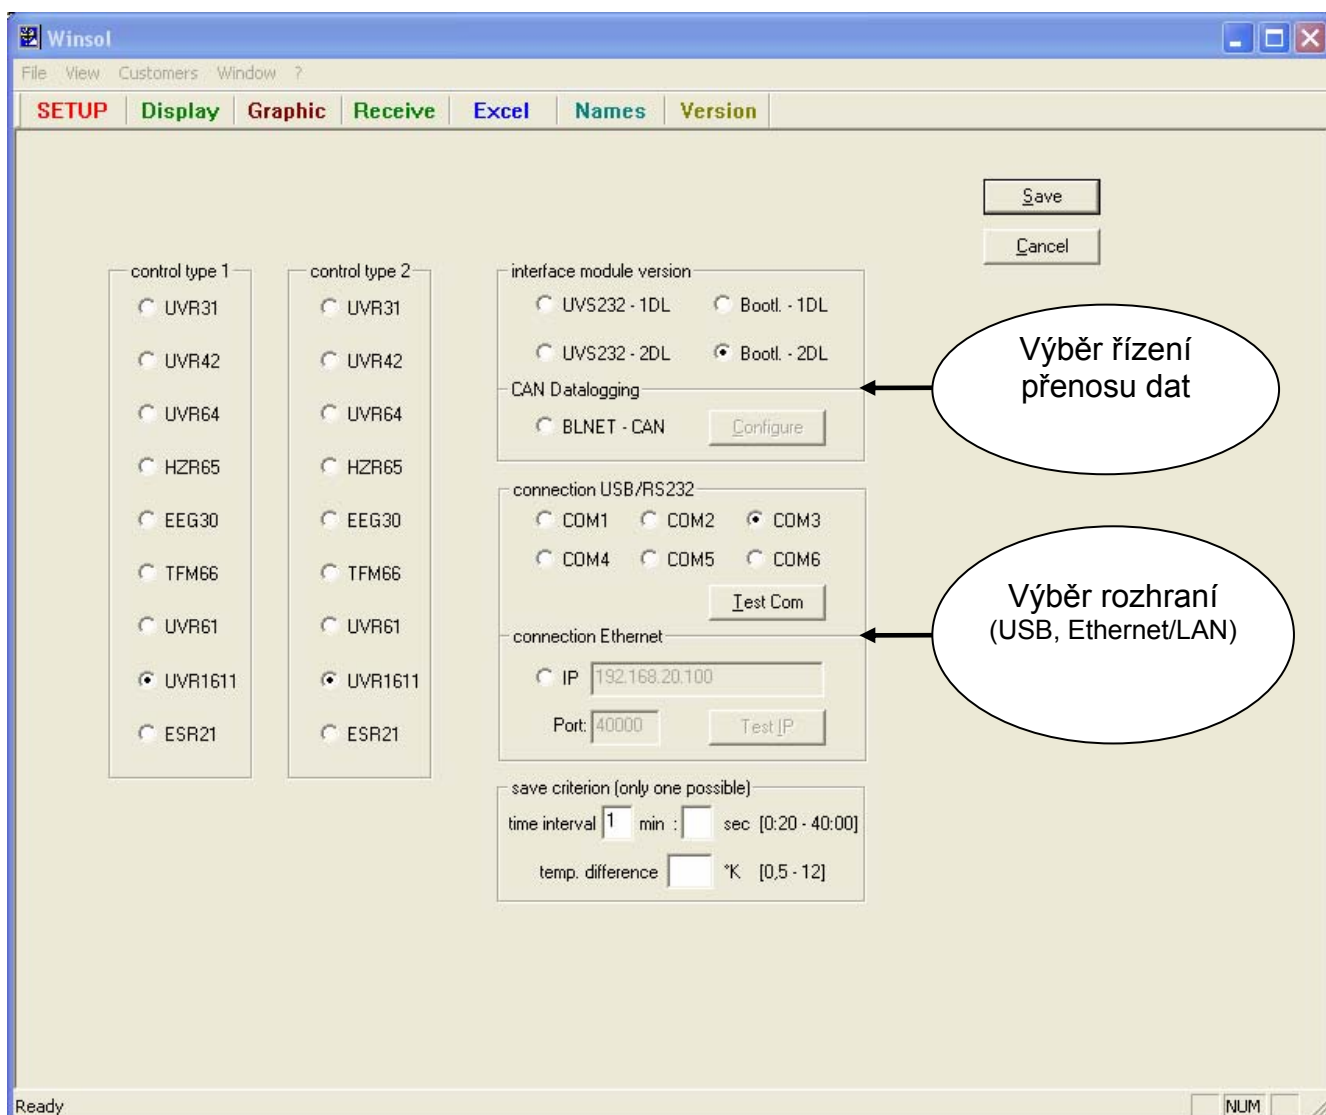 Winsol
File View Customers Window ?
SETUP Display Graphic Receive Excel Names Version
Save
Cancel
control type 1
UVR31
UVR42
UVR64
HZR65
EEG30
TFM66
UVR61
UVR1611
ESR21
control type 2
UVR31
UVR42
UVR64
HZR65
EEG30
TFM66
UVR61
UVR1611
ESR21
interface module version
UVS232 - 1DL Bootl. - 1DL
UVS232 - 2DL Bootl. - 2DL
CAN Datalogging
BLNET - CAN Configure
connection USB/RS232
COM1 COM2 COM3
COM4 COM5 COM6
Test Com
connection Ethernet
IP 192.168.20.100
Port: 40000 Test IP
save criterion (only one possible)
time interval 1 min : sec [0:20 - 40:00]
temp. difference °K [0,5 - 12]
Výběr řízení
přenosu dat
Výběr rozhraní
(USB, Ethernet/LAN)
Ready NUM